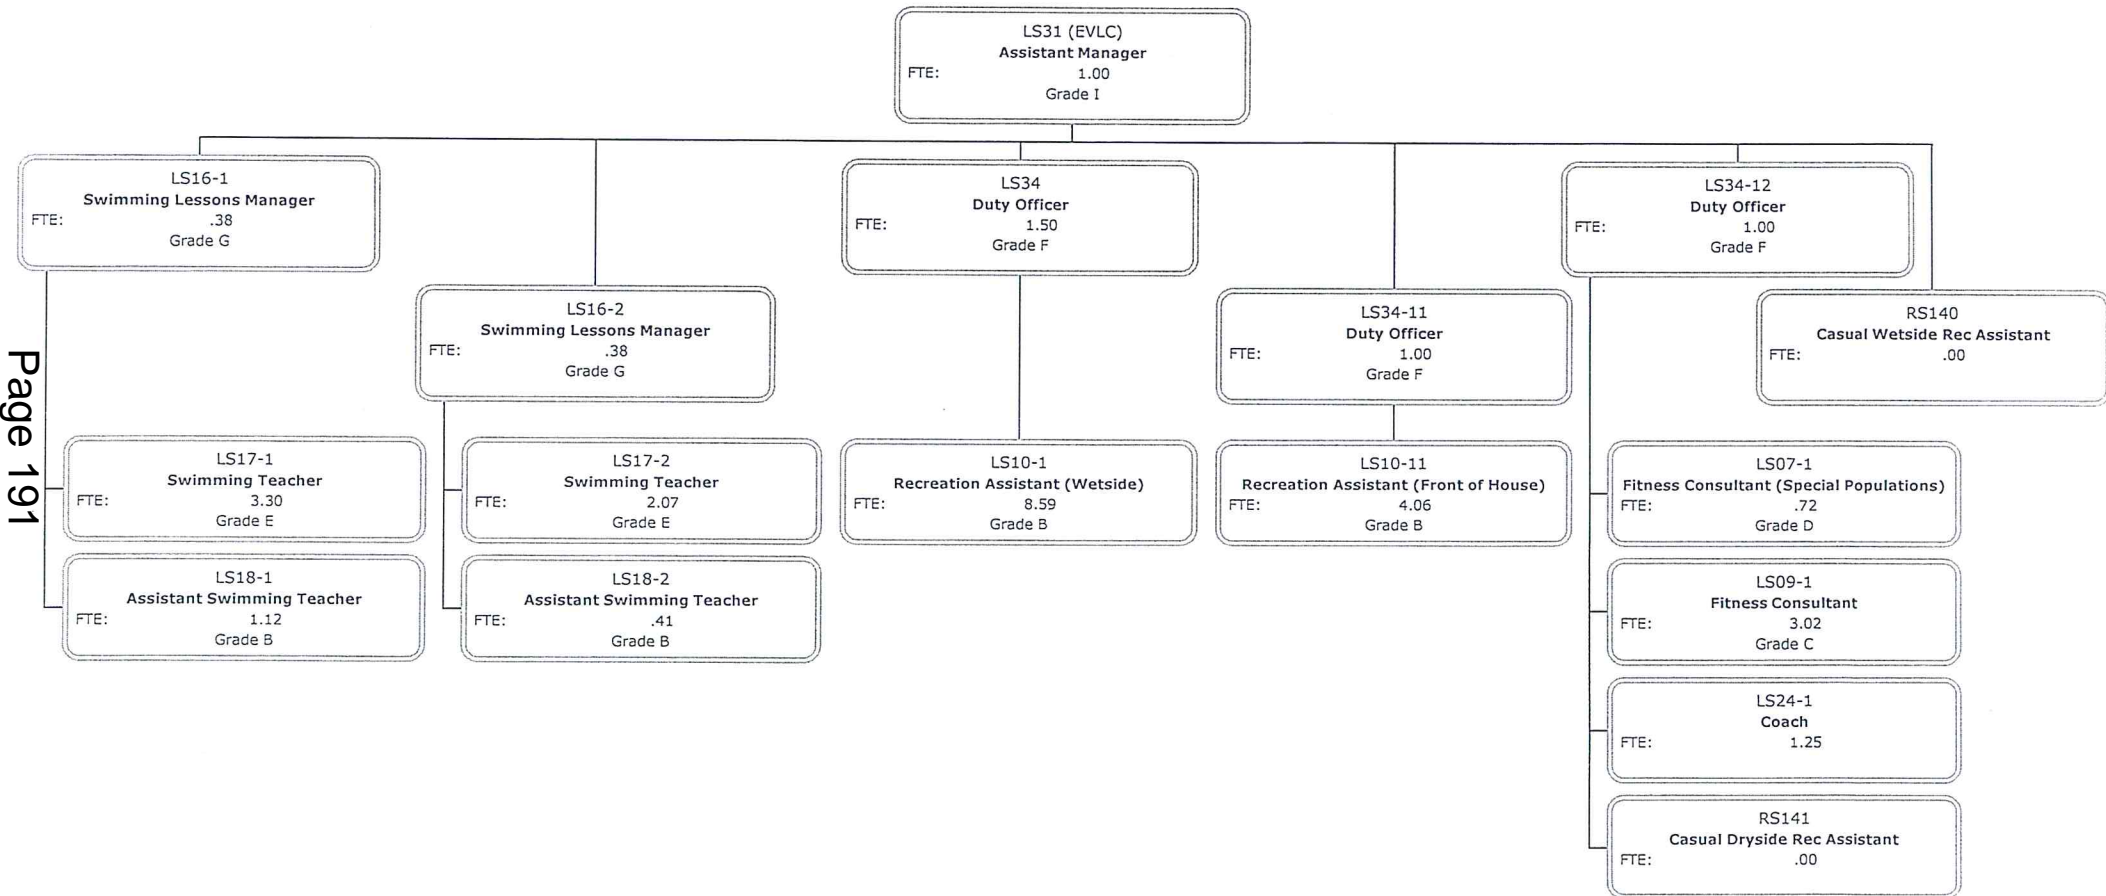 LS31 (EVLC)
Assistant Manager
FTE: 1.00
Grade I
LS16-1
Swimming Lessons Manager
FTE: .38
Grade G
LS16-2
Swimming Lessons Manager
FTE: .38
Grade G
LS34
Duty Officer
FTE: 1.50
Grade F
LS34-11
Duty Officer
FTE: 1.00
Grade F
LS34-12
Duty Officer
FTE: 1.00
Grade F
RS140
Casual Wetside Rec Assistant
FTE: .00
LS17-1
Swimming Teacher
FTE: 3.30
Grade E
LS18-1
Assistant Swimming Teacher
FTE: 1.12
Grade B
LS17-2
Swimming Teacher
FTE: 2.07
Grade E
LS18-2
Assistant Swimming Teacher
FTE: .41
Grade B
LS10-1
Recreation Assistant (Wetside)
FTE: 8.59
Grade B
LS10-11
Recreation Assistant (Front of House)
FTE: 4.06
Grade B
LS07-1
Fitness Consultant (Special Populations)
FTE: .72
Grade D
LS09-1
Fitness Consultant
FTE: 3.02
Grade C
LS24-1
Coach
FTE: 1.25
RS141
Casual Dryside Rec Assistant
FTE: .00
Page 191